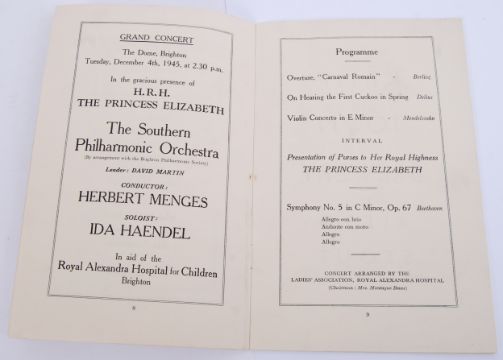 GRAND CONCERT
The Dome, Brighton
Tuesday, December 4th, 1945, at 2.30 p.m.
In the gracious presence of
H.R.H.
THE PRINCESS ELIZABETH
The Southern
Philharmonic Orchestra
(By arrangement with the Brighton Philharmonic Society)
Leader: DAVID MARTIN
CONDUCTOR:
HERBERT MENGES
SOLOIST:
IDA HAENDEL
In aid of the
Royal Alexandra Hospital for Children
Brighton
8
Programme
Overture, "Carnaval Romain" - Berlioz
On Hearing the First Cuckoo in Spring Delius
Violin Concerto in E Minor - Mendelssohn
INTERVAL
Presentation of Purses to Her Royal Highness
THE PRINCESS ELIZABETH
Symphony No. 5 in C Minor, Op. 67 Beethoven
Allegro con brio
Andante con moto
Allegro
Allegro
CONCERT ARRANGED BY THE
LADIES' ASSOCIATION, ROYAL ALEXANDRA HOSPITAL
(Chairman: Mrs. Montague
9